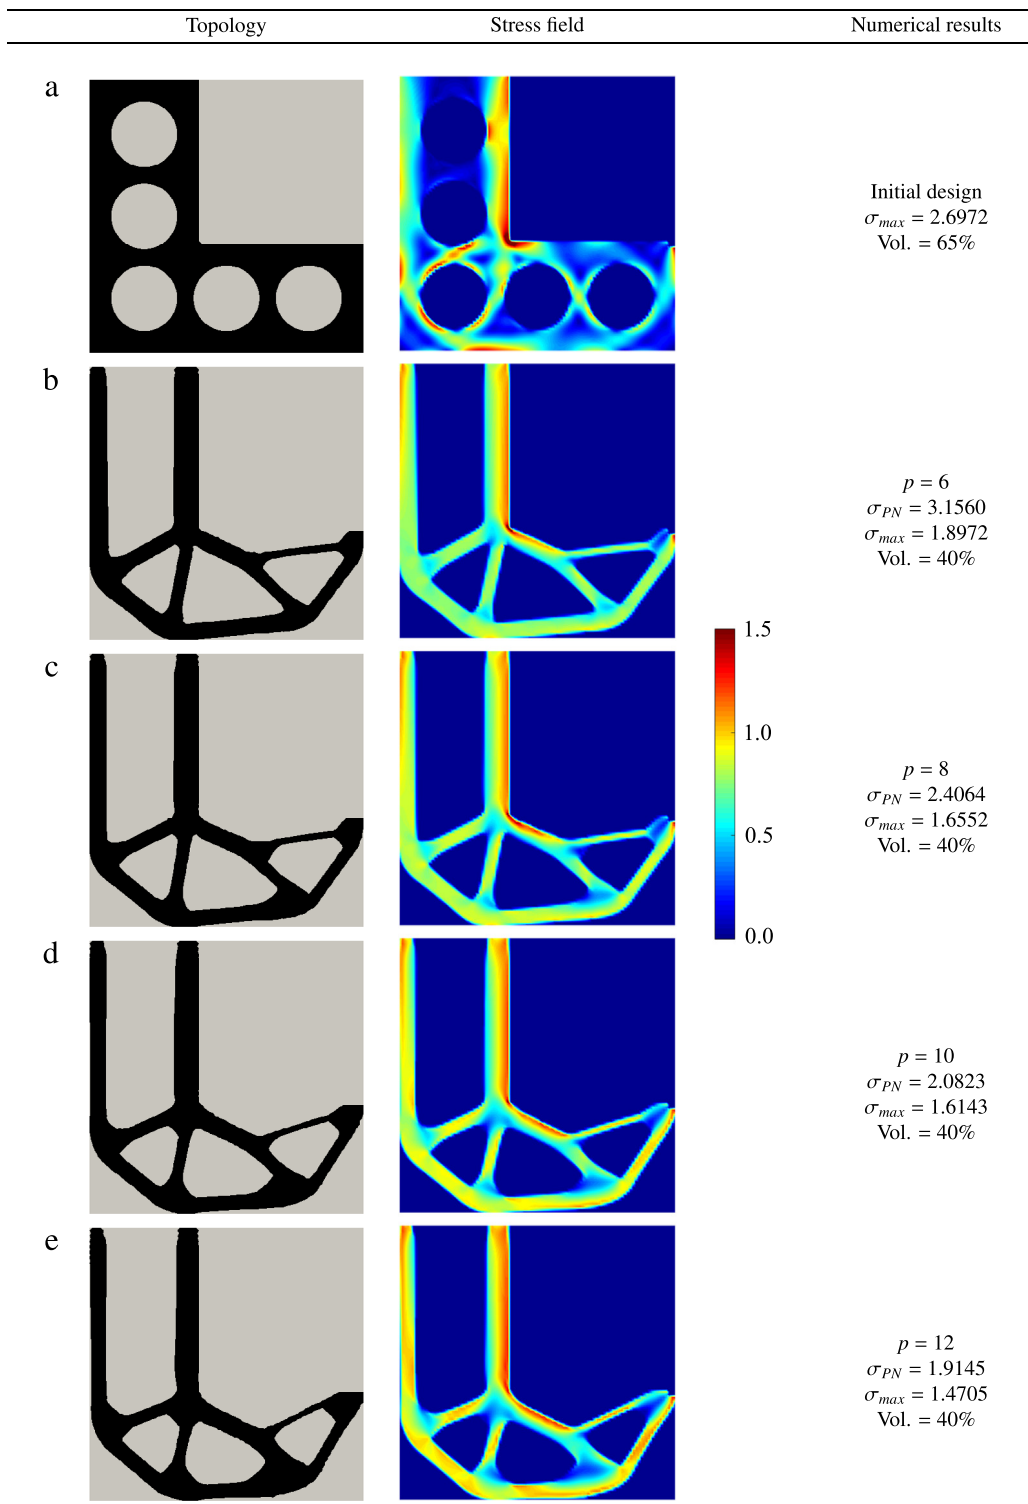 Topology Stress field Numerical results
a
Initial design
σmax = 2.6972
Vol. = 65%
b
p = 6
σPN = 3.1560
σmax = 1.8972
Vol. = 40%
1.5
1.0
0.5
0.0
c
p = 8
σPN = 2.4064
σmax = 1.6552
Vol. = 40%
d
p = 10
σPN = 2.0823
σmax = 1.6143
Vol. = 40%
e
p = 12
σPN = 1.9145
σmax = 1.4705
Vol. = 40%